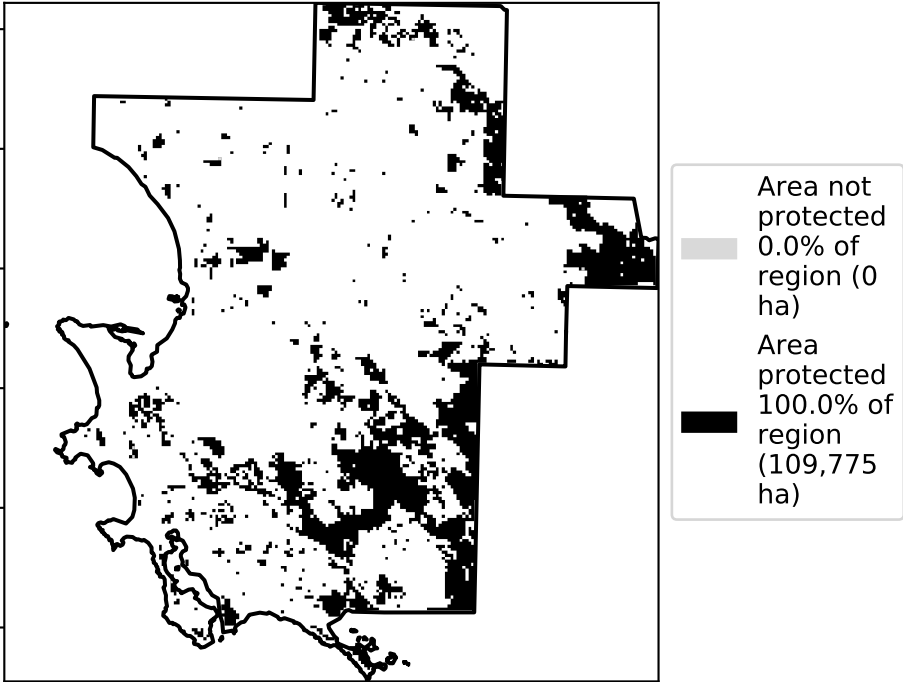 Area not
protected
0.0% of
region (0
ha)
Area
protected
100.0% of
region
(109,775
ha)